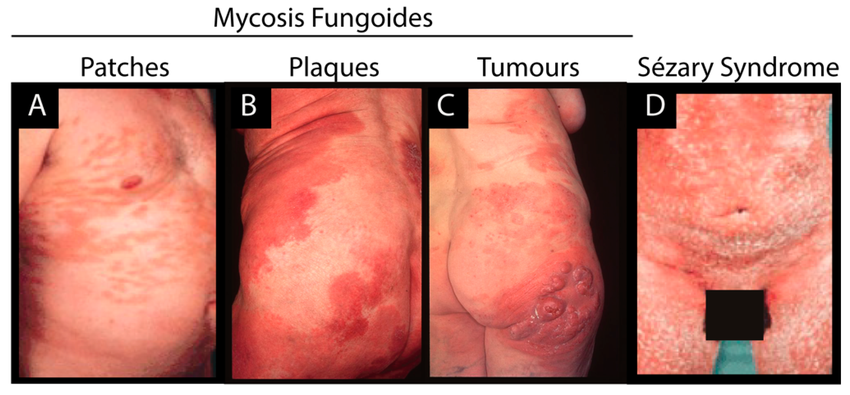 Mycosis Fungoides
Patches
Plaques
Tumours
Sézary Syndrome
A
B
C
D